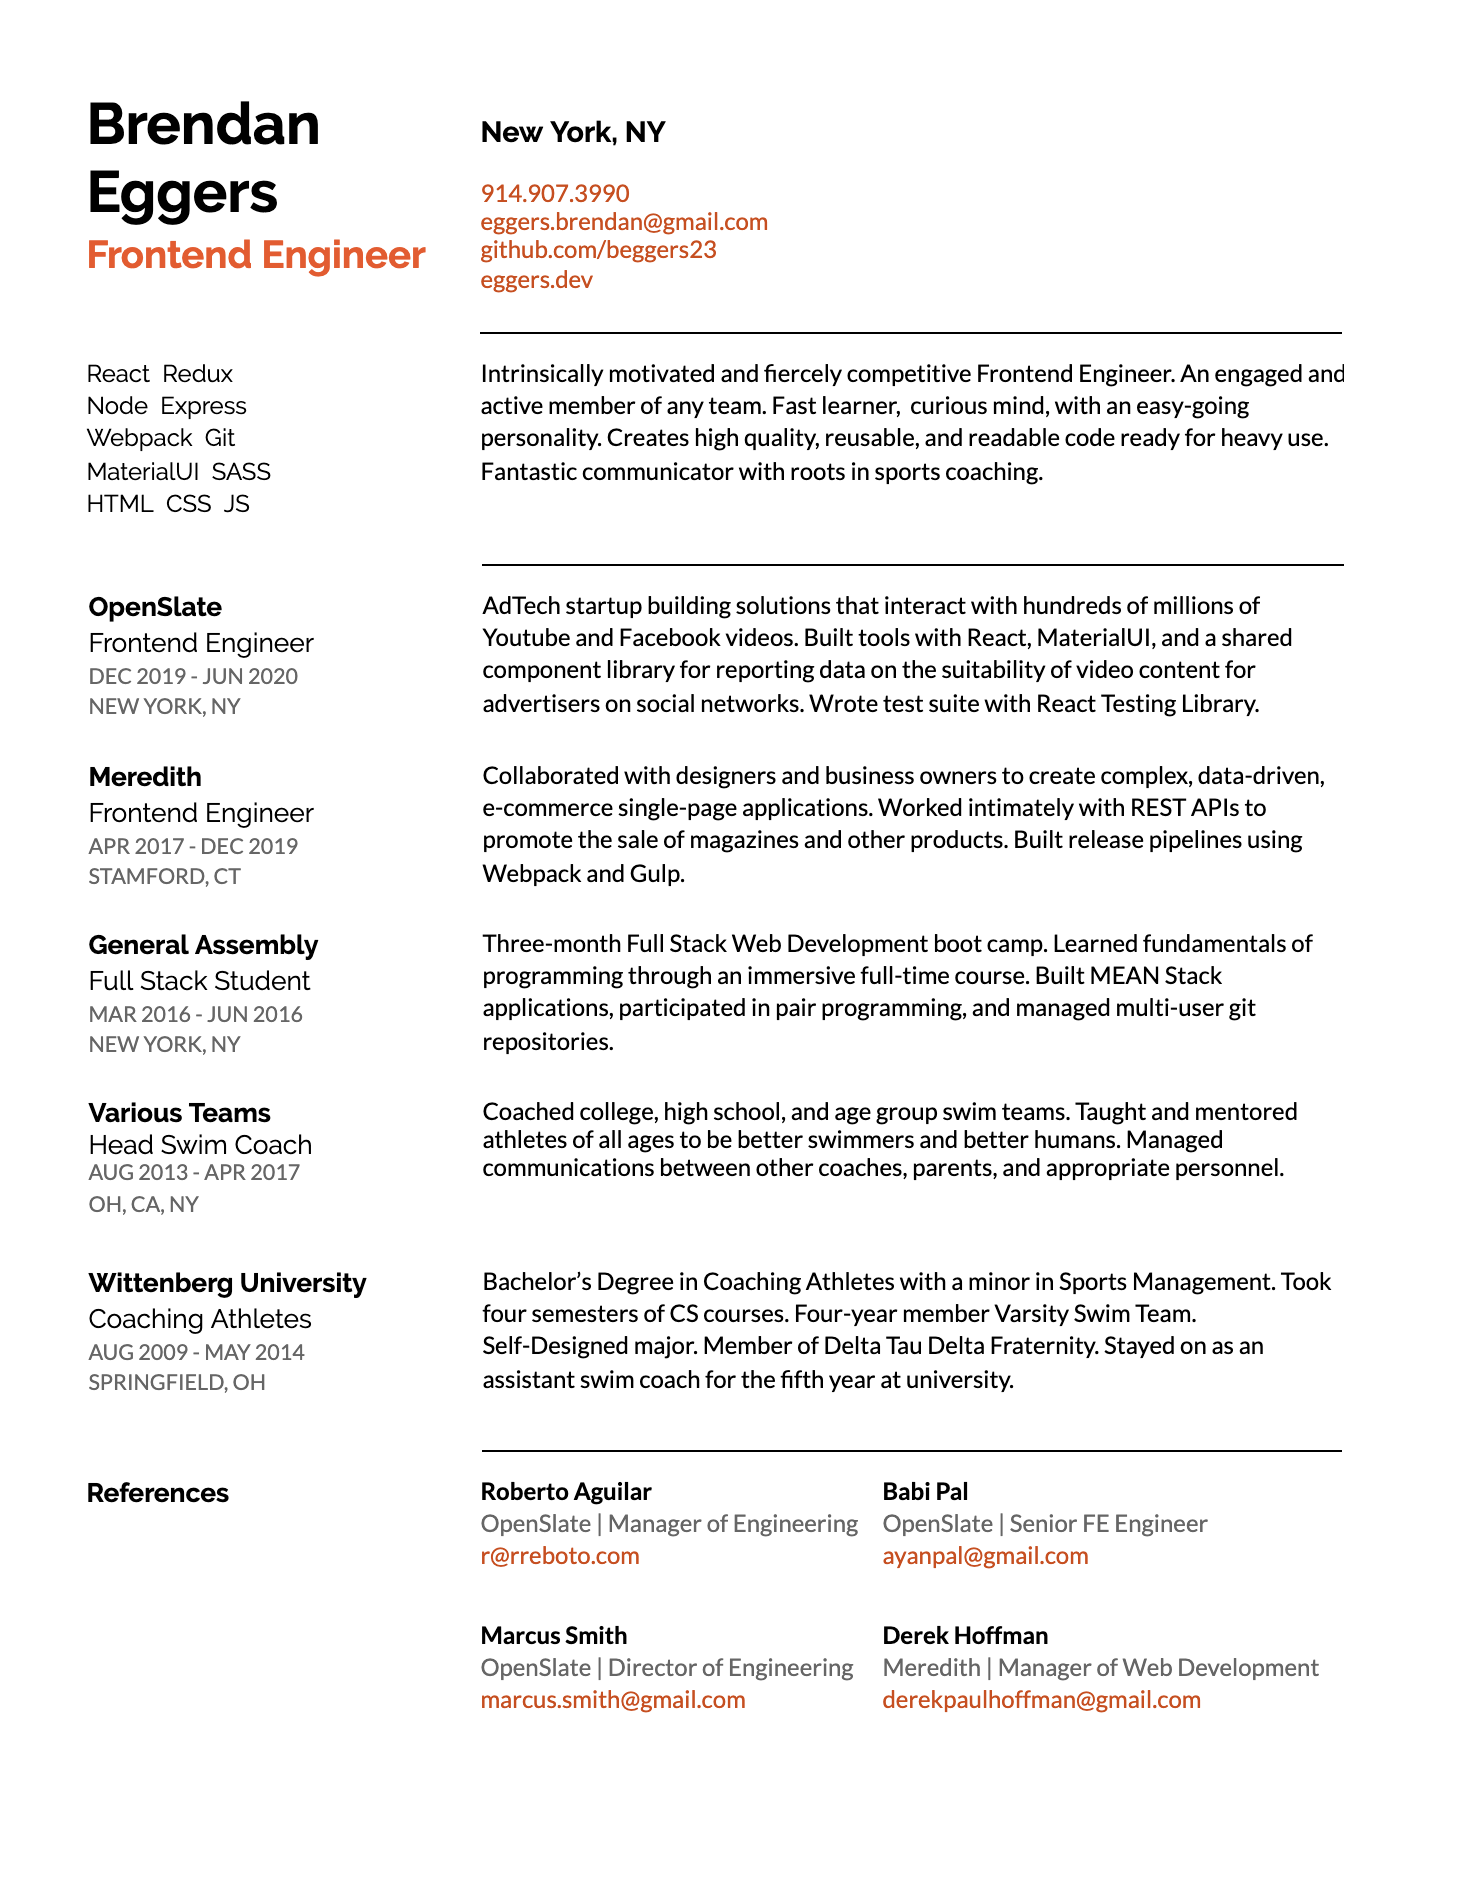 Brendan
Eggers
Frontend Engineer
New York, NY
914.907.3990
eggers.brendan@gmail.com
github.com/beggers23
eggers.dev
React  Redux
Node  Express
Webpack  Git
MaterialUI  SASS
HTML  CSS  JS
Intrinsically motivated and fiercely competitive Frontend Engineer. An engaged and
active member of any team. Fast learner,  curious mind, with an easy-going
personality. Creates high quality, reusable, and readable code ready for heavy use.
Fantastic communicator with roots in sports coaching.
OpenSlate
Frontend Engineer
DEC 2019 - JUN 2020
NEW YORK, NY
AdTech startup building solutions that interact with hundreds of millions of
Youtube and Facebook videos. Built tools with React, MaterialUI, and a shared
component library for reporting data on the suitability of video content for
advertisers on social networks. Wrote test suite with React Testing Library.
Meredith
Frontend Engineer
APR 2017 - DEC 2019
STAMFORD, CT
Collaborated with designers and business owners to create complex, data-driven,
e-commerce single-page applications. Worked intimately with REST APIs to
promote the sale of magazines and other products. Built release pipelines using
Webpack and Gulp.
General Assembly
Full Stack Student
MAR 2016 - JUN 2016
NEW YORK, NY
Three-month Full Stack Web Development boot camp. Learned fundamentals of
programming through an immersive full-time course. Built MEAN Stack
applications, participated in pair programming, and managed multi-user git
repositories.
Various Teams
Head Swim Coach
AUG 2013 - APR 2017
OH, CA, NY
Coached college, high school, and age group swim teams. Taught and mentored
athletes of all ages to be better swimmers and better humans. Managed
communications between other coaches, parents, and appropriate personnel.
Wittenberg University
Coaching Athletes
AUG 2009 - MAY 2014
SPRINGFIELD, OH
Bachelor’s Degree in Coaching Athletes with a minor in Sports Management. Took
four semesters of CS courses. Four-year member Varsity Swim Team.
Self-Designed major. Member of Delta Tau Delta Fraternity. Stayed on as an
assistant swim coach for the fifth year at university.
References
Roberto Aguilar
OpenSlate | Manager of Engineering
r@rreboto.com
Babi Pal
OpenSlate | Senior FE Engineer
ayanpal@gmail.com
Marcus Smith
OpenSlate | Director of Engineering
marcus.smith@gmail.com
Derek Hoffman
Meredith | Manager of Web Development
derekpaulhoffman@gmail.com